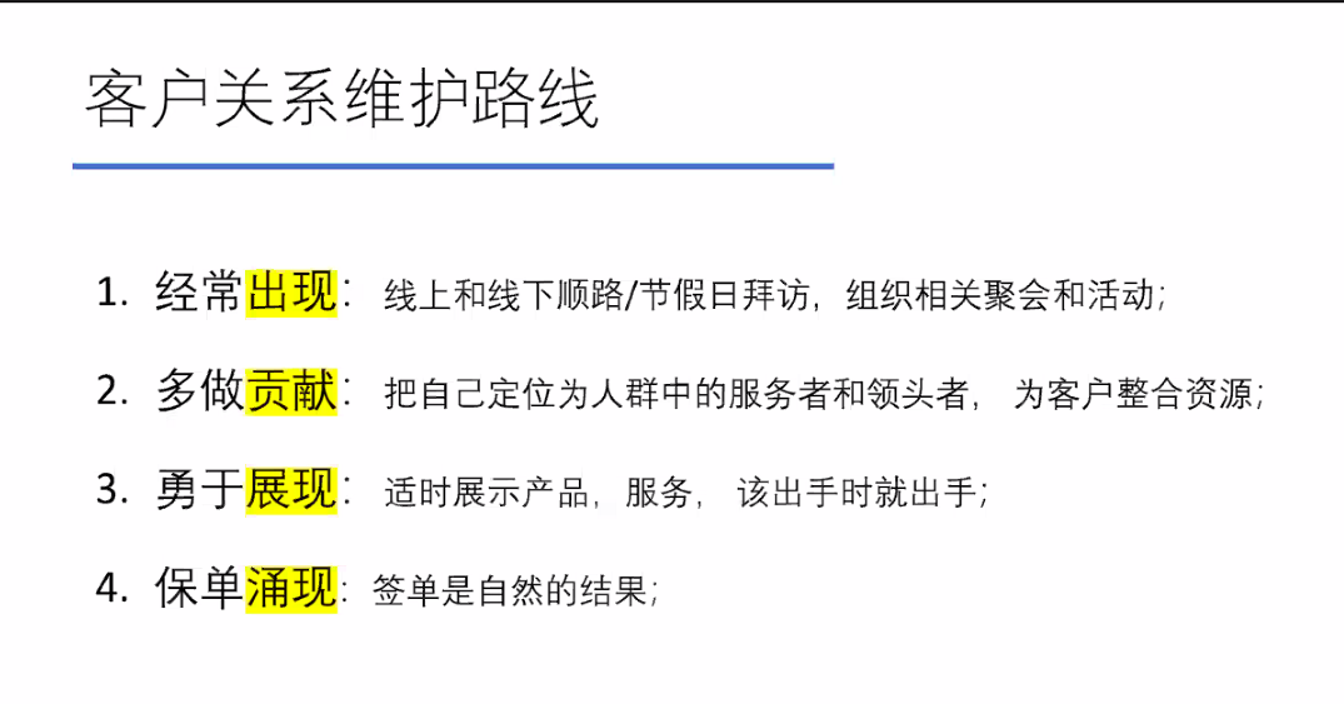 客户关系维护路线
1. 经常出现： 线上和线下顺路/节假日拜访，组织相关聚会和活动；
2. 多做贡献： 把自己定位为人群中的服务者和领头者， 为客户整合资源；
3. 勇于展现： 适时展示产品，服务， 该出手时就出手；
4. 保单涌现：签单是自然的结果；